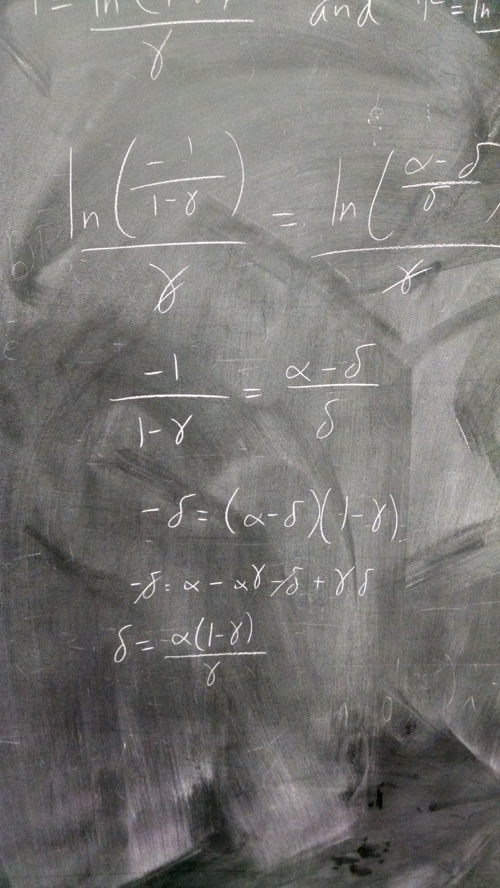 and
ln(-1/(1-γ))/γ = ln((α-δ)/δ)/γ
-1/(1-γ) = (α-δ)/δ
-δ = (α-δ)(1-γ)
-δ = α - αγ - δ + γδ
δ = α(1-γ)/γ